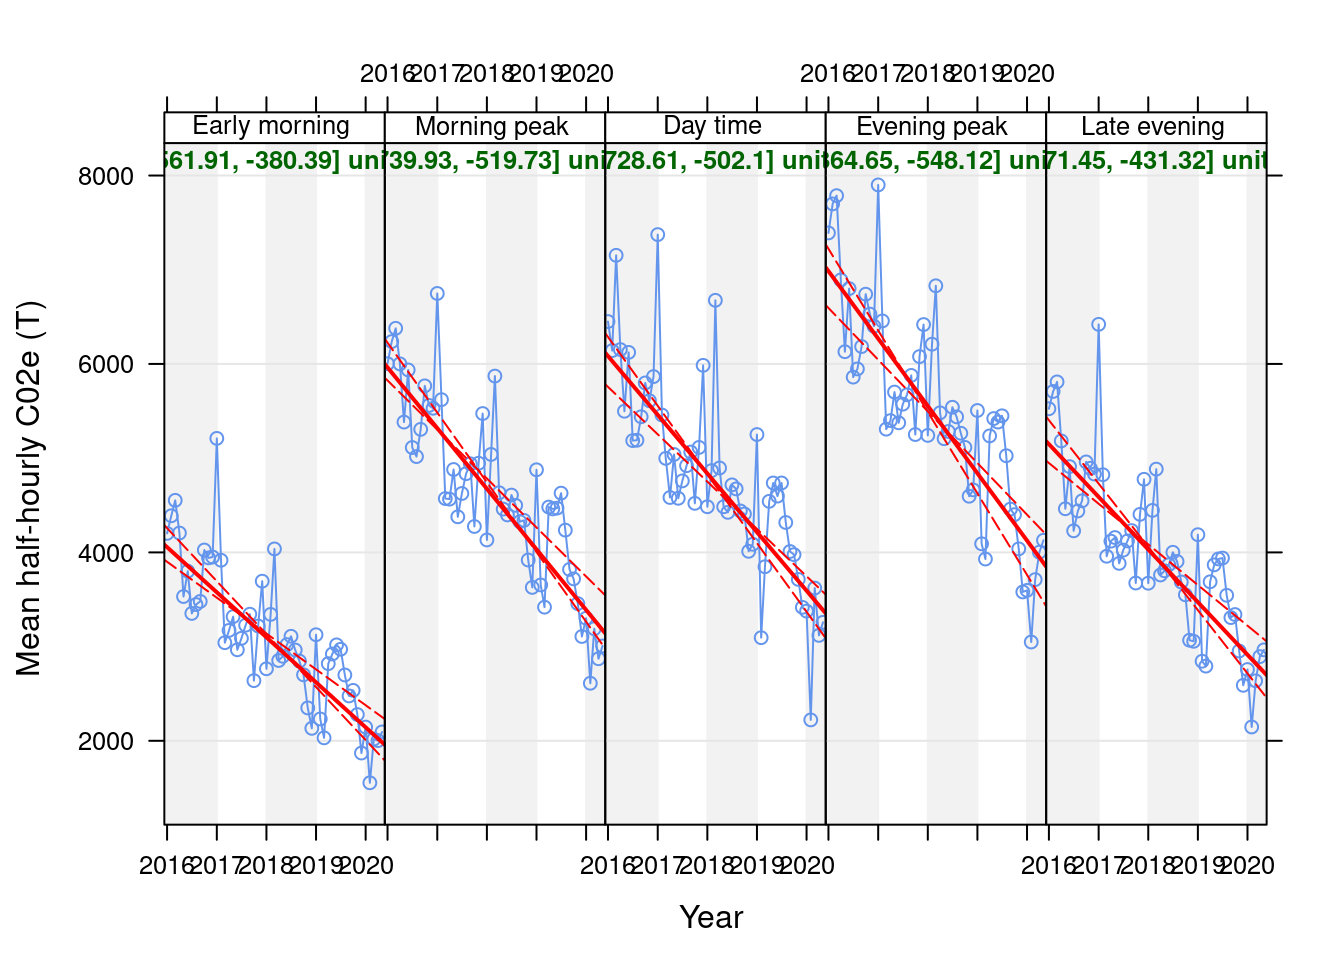 2016 2017 2018 2019 2020 2016 2017 2018 2019 2020
Early morning Morning peak Day time Evening peak Late evening
561.91, -380.39] uni 739.93, -519.73] uni 728.61, -502.1] unit 64.65, -548.12] uni 71.45, -431.32] unit
8000
6000
4000
2000
Mean half-hourly C02e (T)
2016 2017 2018 2019 2020 2016 2017 2018 2019 2020 2016 2017 2018 2019 2020
Year